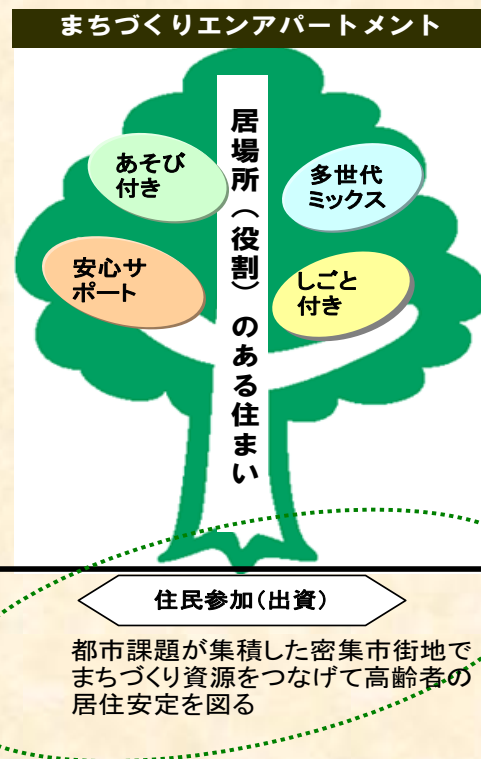 まちづくりエンアパートメント
居場所（役割）のある住まい
あそび
付き
多世代
ミックス
安心サ
ポート
しごと
付き
住民参加（出資）
都市課題が集積した密集市街地で
まちづくり資源をつなげて高齢者の
居住安定を図る